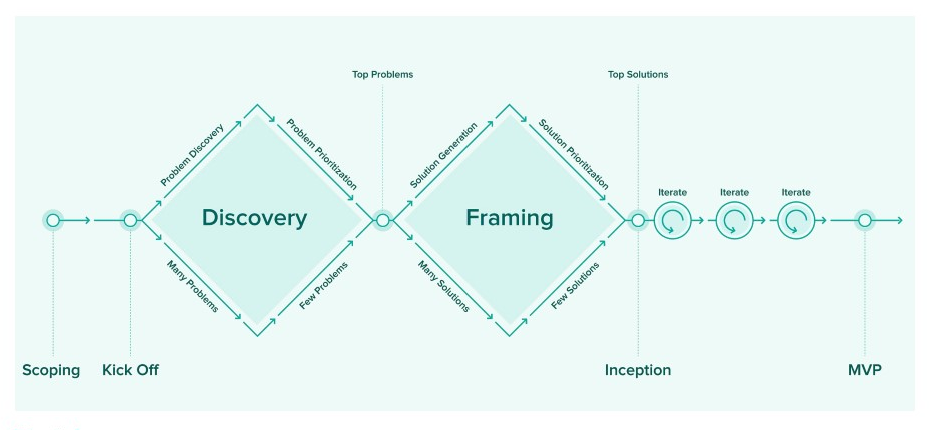 Top Problems
Top Solutions
Problem Discovery
Problem Prioritization
Solution Generation
Solution Prioritization
Iterate
Iterate
Iterate
Discovery
Framing
Many Problems
Few Problems
Many Solutions
Few Solutions
Scoping
Kick Off
Inception
MVP